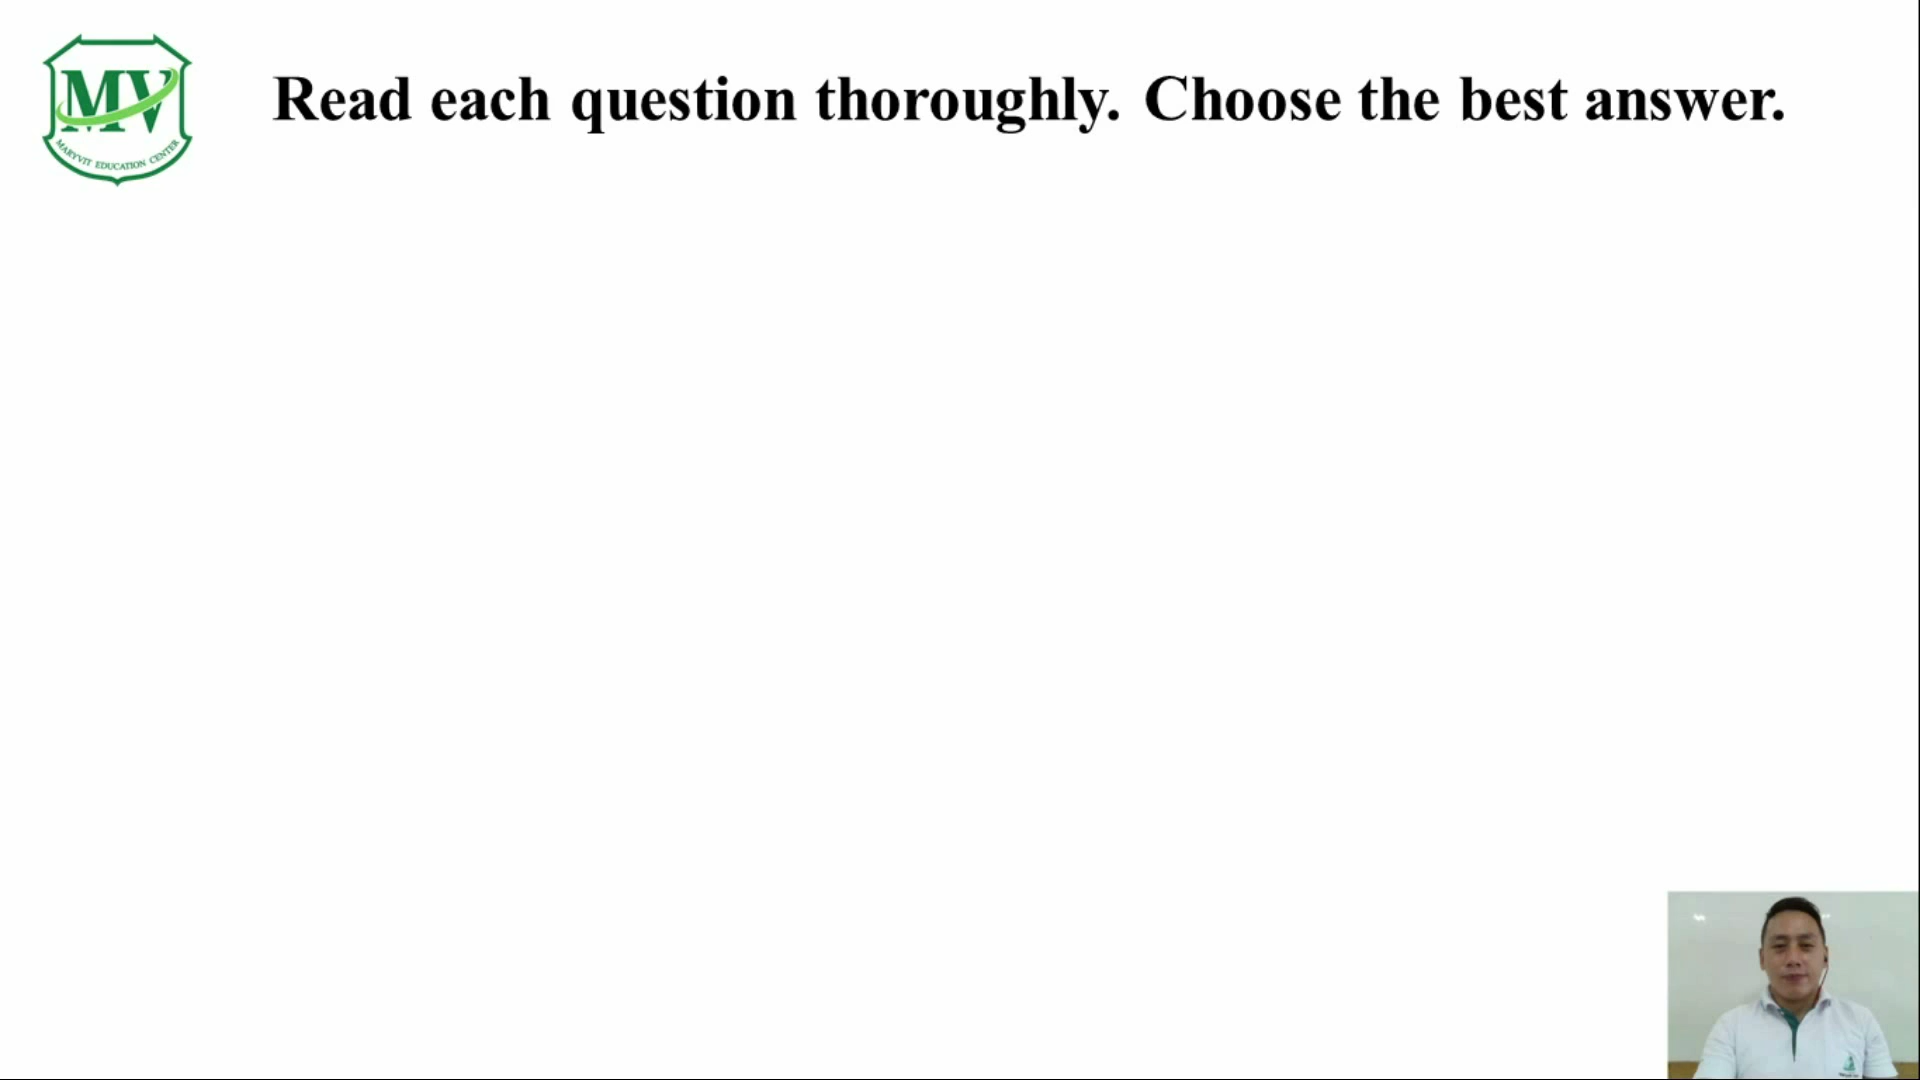 MV
MARYVIT EDUCATION CENTER
Read each question thoroughly. Choose the best answer.